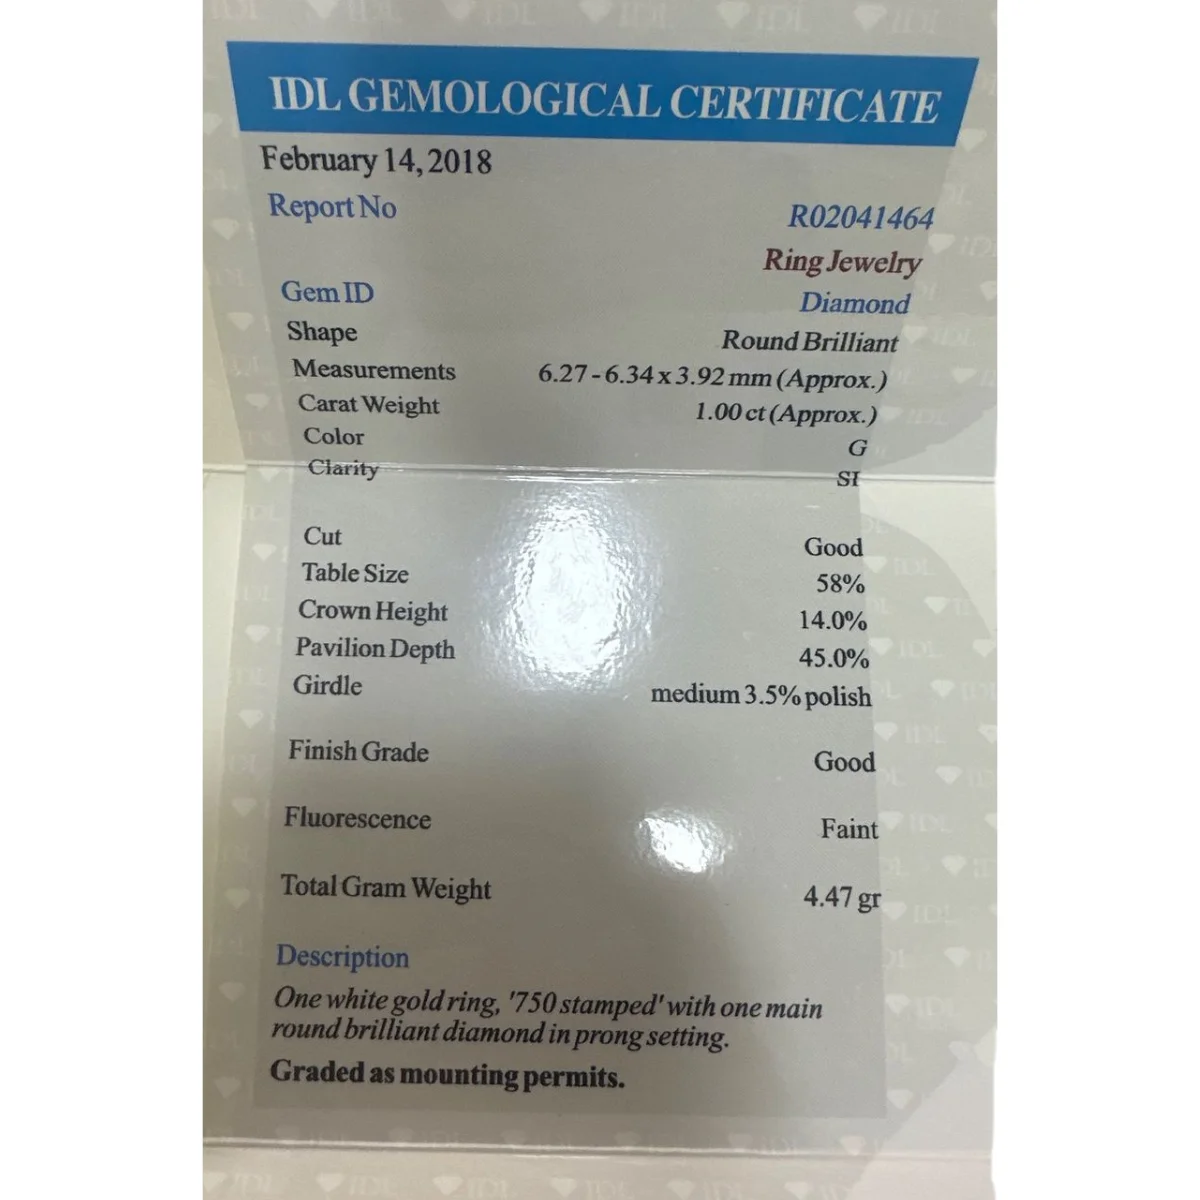 IDL GEMOLOGICAL CERTIFICATE
February 14, 2018
Report No R02041464
Ring Jewelry
Gem ID Diamond
Shape Round Brilliant
Measurements 6.27 - 6.34 x 3.92 mm (Approx.)
Carat Weight 1.00 ct (Approx.)
Color G
Clarity SI
Cut Good
Table Size 58%
Crown Height 14.0%
Pavilion Depth 45.0%
Girdle medium 3.5% polish
Finish Grade Good
Fluorescence Faint
Total Gram Weight 4.47 gr
Description
One white gold ring, '750 stamped' with one main
round brilliant diamond in prong setting.
Graded as mounting permits.